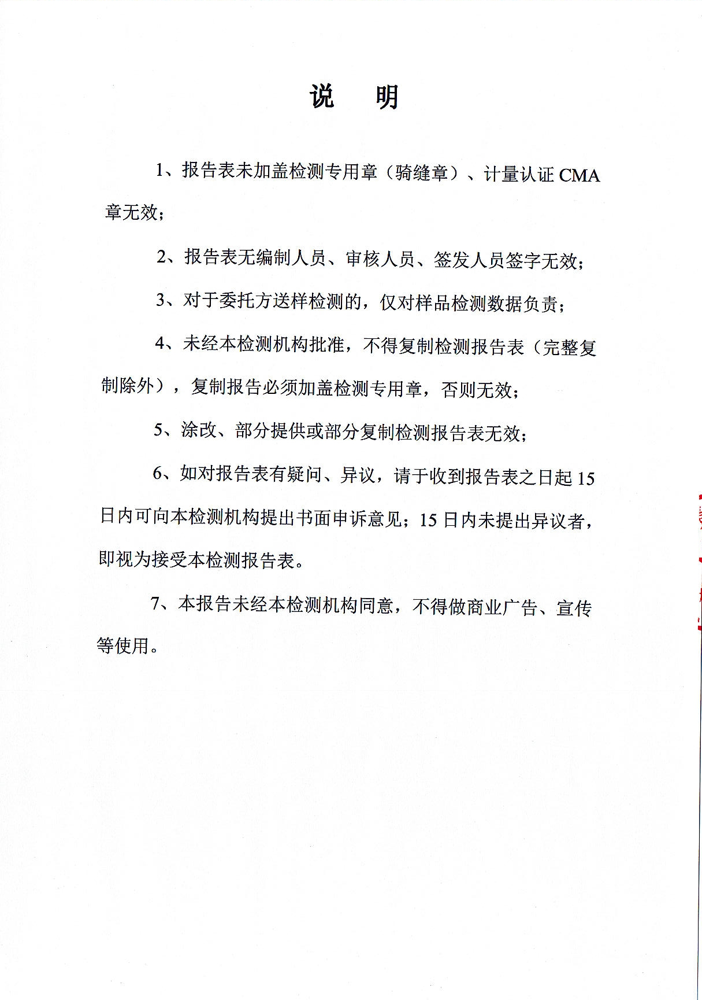 说 明
1、报告表未加盖检测专用章（骑缝章）、计量认证 CMA
章无效；
2、报告表无编制人员、审核人员、签发人员签字无效；
3、对于委托方送样检测的，仅对样品检测数据负责；
4、未经本检测机构批准，不得复制检测报告表（完整复
制除外），复制报告必须加盖检测专用章，否则无效；
5、涂改、部分提供或部分复制检测报告表无效；
6、如对报告表有疑问、异议，请于收到报告表之日起 15
日内可向本检测机构提出书面申诉意见；15 日内未提出异议者，
即视为接受本检测报告表。
7、本报告未经本检测机构同意，不得做商业广告、宣传
等使用。